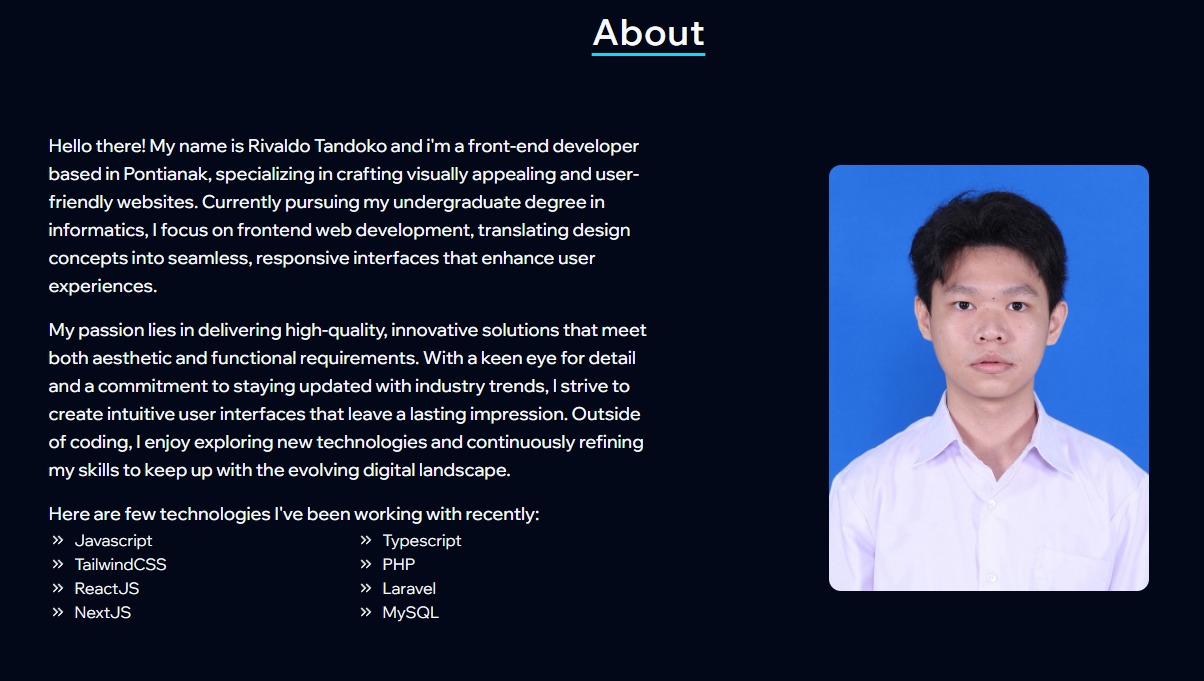 About
Hello there! My name is Rivaldo Tandoko and i'm a front-end developer
based in Pontianak, specializing in crafting visually appealing and user-
friendly websites. Currently pursuing my undergraduate degree in
informatics, I focus on frontend web development, translating design
concepts into seamless, responsive interfaces that enhance user
experiences.
My passion lies in delivering high-quality, innovative solutions that meet
both aesthetic and functional requirements. With a keen eye for detail
and a commitment to staying updated with industry trends, I strive to
create intuitive user interfaces that leave a lasting impression. Outside
of coding, I enjoy exploring new technologies and continuously refining
my skills to keep up with the evolving digital landscape.
Here are few technologies I've been working with recently:
Javascript
TailwindCSS
ReactJS
NextJS
Typescript
PHP
Laravel
MySQL